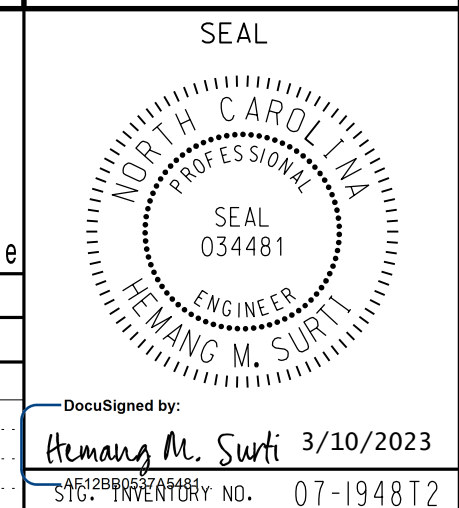 SEAL
NORTH CAROLINA
PROFESSIONAL
SEAL
034481
ENGINEER
HEMANG M. SURTI
e
DocuSigned by:
Hemang M. Surti 3/10/2023
AF12BB0537A5481...
SIG. INVENTORY NO. 07-1948T2